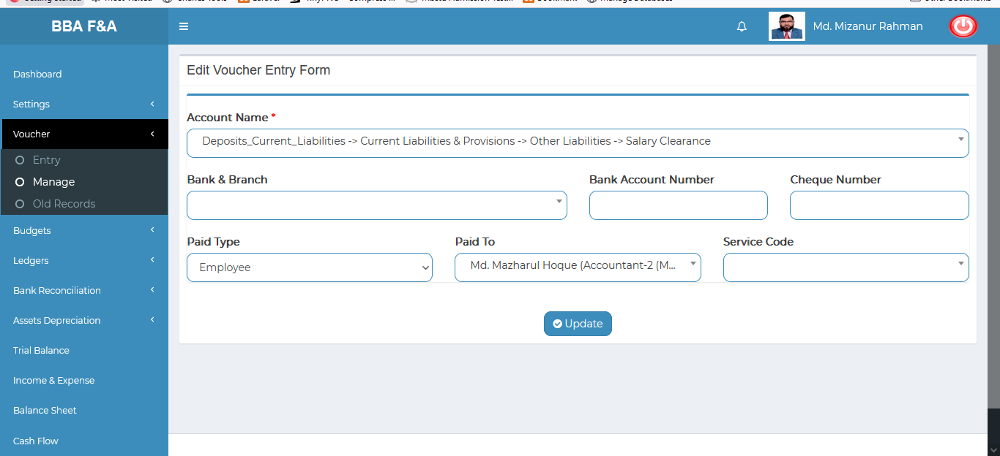 BBA F&A
Md. Mizanur Rahman
Dashboard
Settings
Voucher
Entry
Manage
Old Records
Budgets
Ledgers
Bank Reconciliation
Assets Depreciation
Trial Balance
Income & Expense
Balance Sheet
Cash Flow
Edit Voucher Entry Form
Account Name *
Deposits_Current_Liabilities -> Current Liabilities & Provisions -> Other Liabilities -> Salary Clearance
Bank & Branch Bank Account Number Cheque Number
Paid Type Paid To Service Code
Employee Md. Mazharul Hoque (Accountant-2 (M...
Update